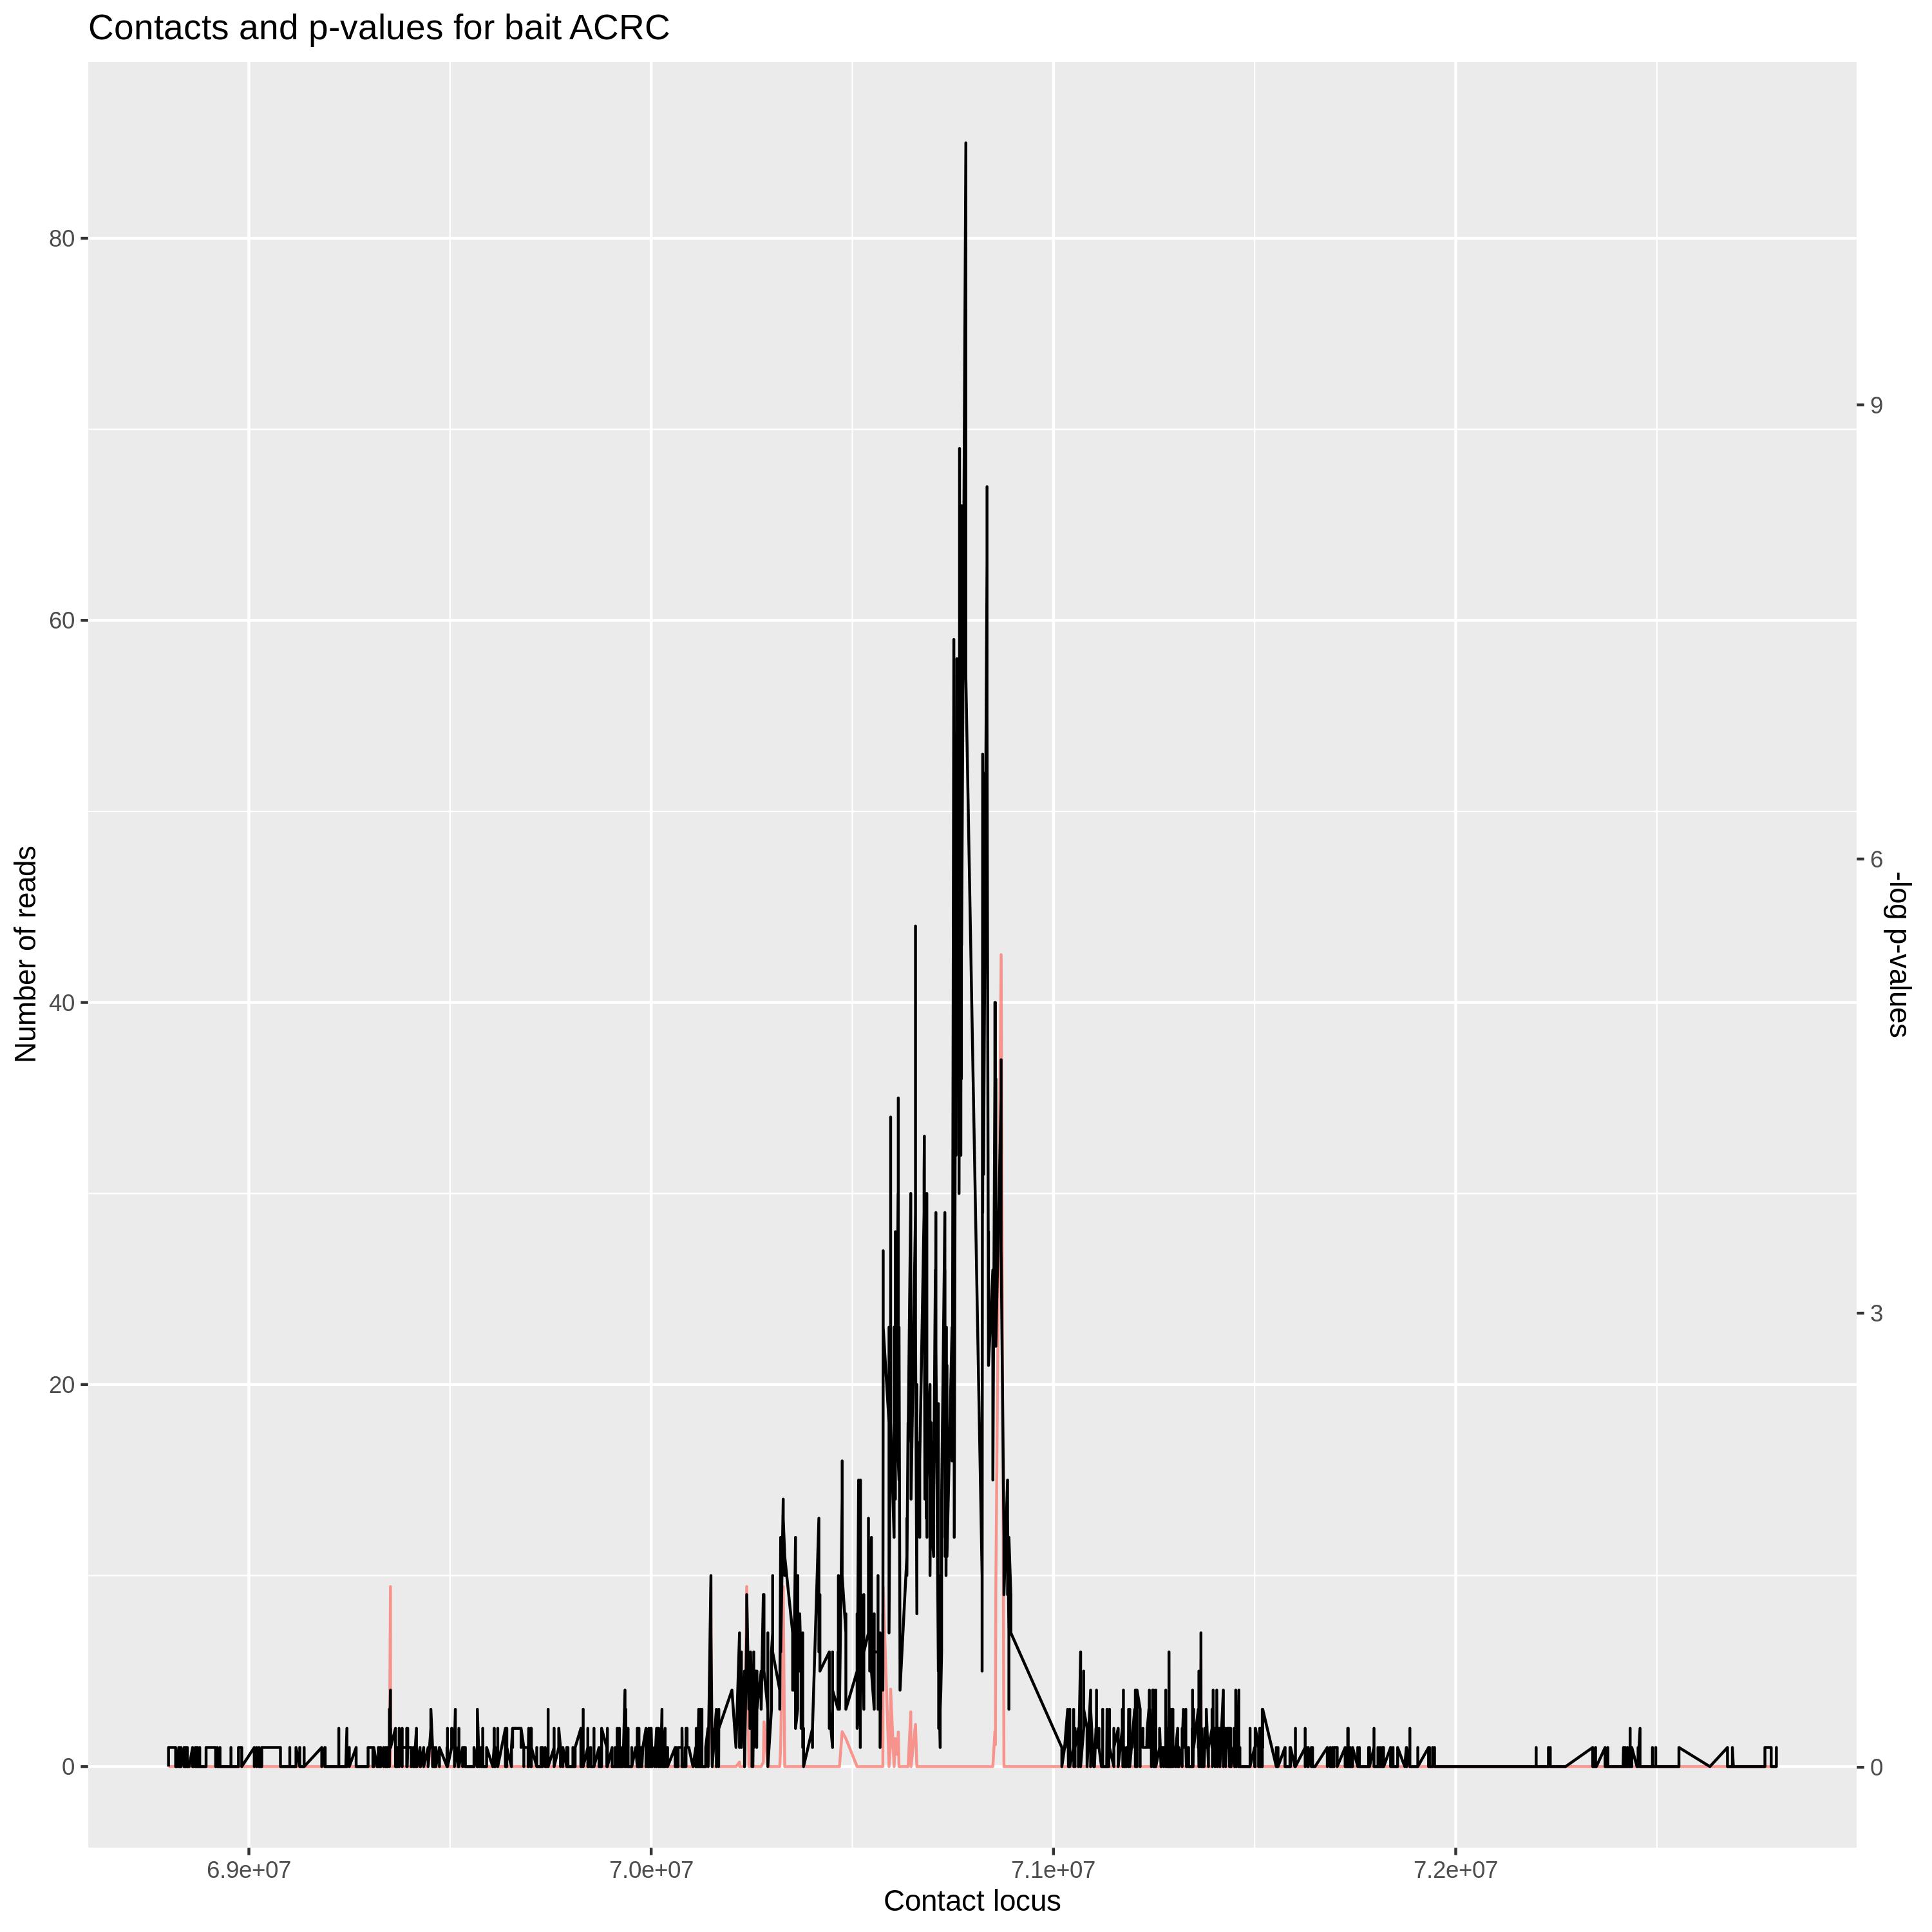 Contacts and p-values for bait ACRC
80
60
40
20
0
Number of reads
9
6
3
0
-log p-values
6.9e+07 7.0e+07 7.1e+07 7.2e+07
Contact locus